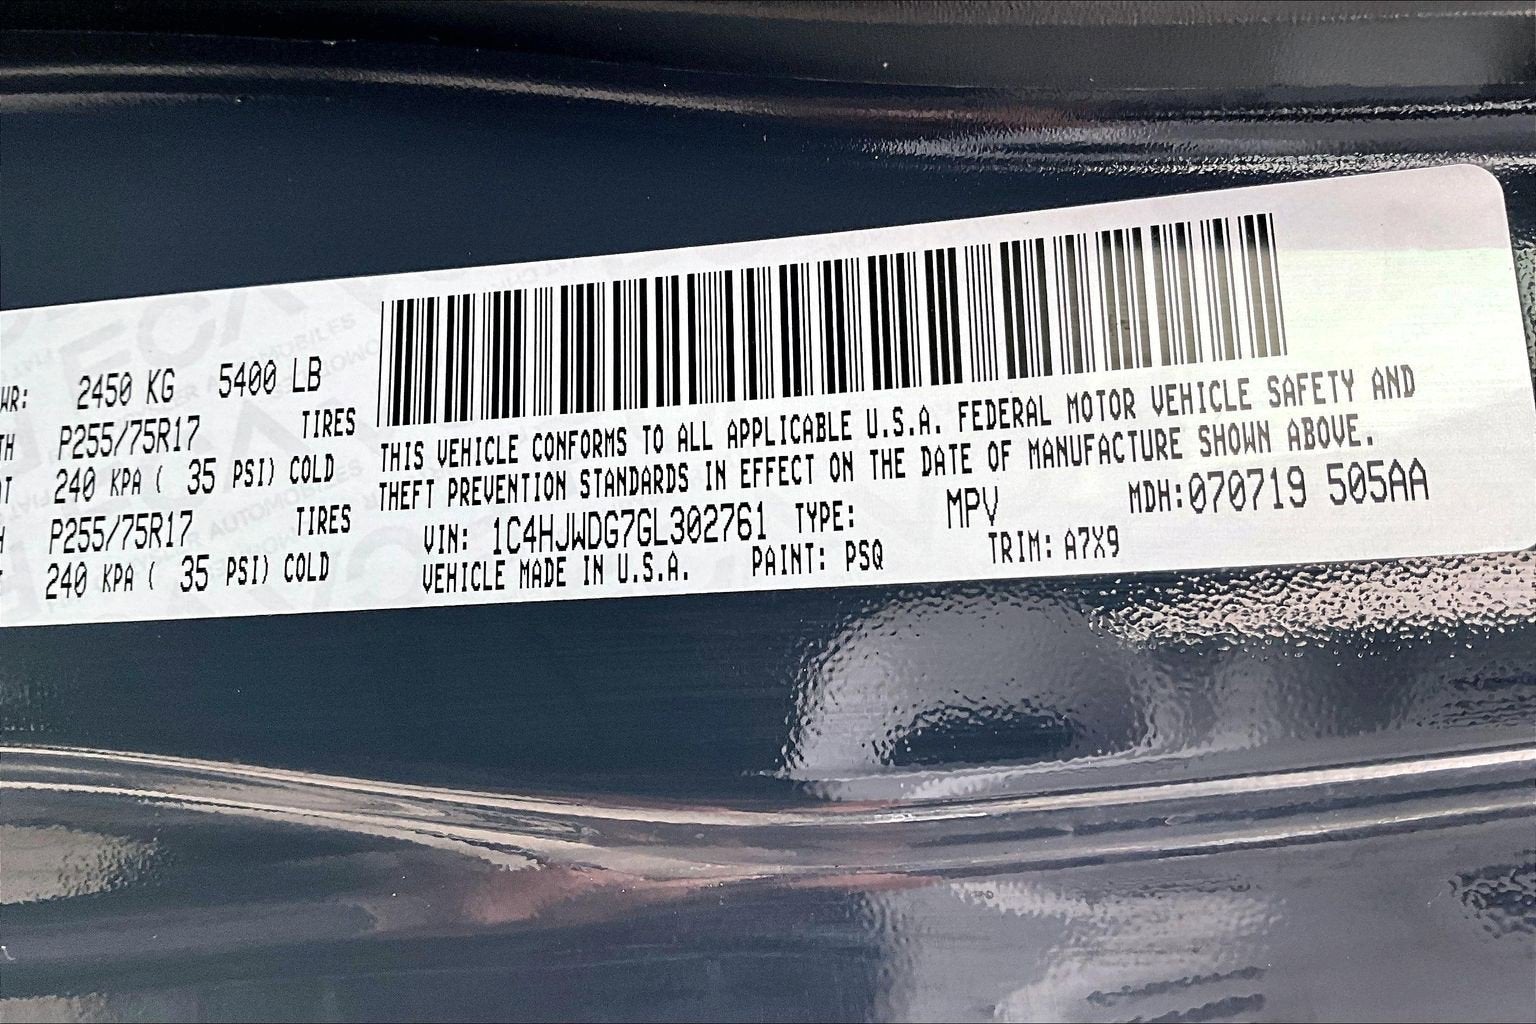 WR: 2450 KG 5400 LB
TH P255/75R17 TIRES
240 KPA ( 35 PSI) COLD
P255/75R17 TIRES
240 KPA ( 35 PSI) COLD
THIS VEHICLE CONFORMS TO ALL APPLICABLE U.S.A. FEDERAL MOTOR VEHICLE SAFETY AND
THEFT PREVENTION STANDARDS IN EFFECT ON THE DATE OF MANUFACTURE SHOWN ABOVE.
VIN: 1C4HJWDG7GL302761 TYPE: MPV MDH:070719 505AA
VEHICLE MADE IN U.S.A. PAINT: PSQ TRIM: A7X9